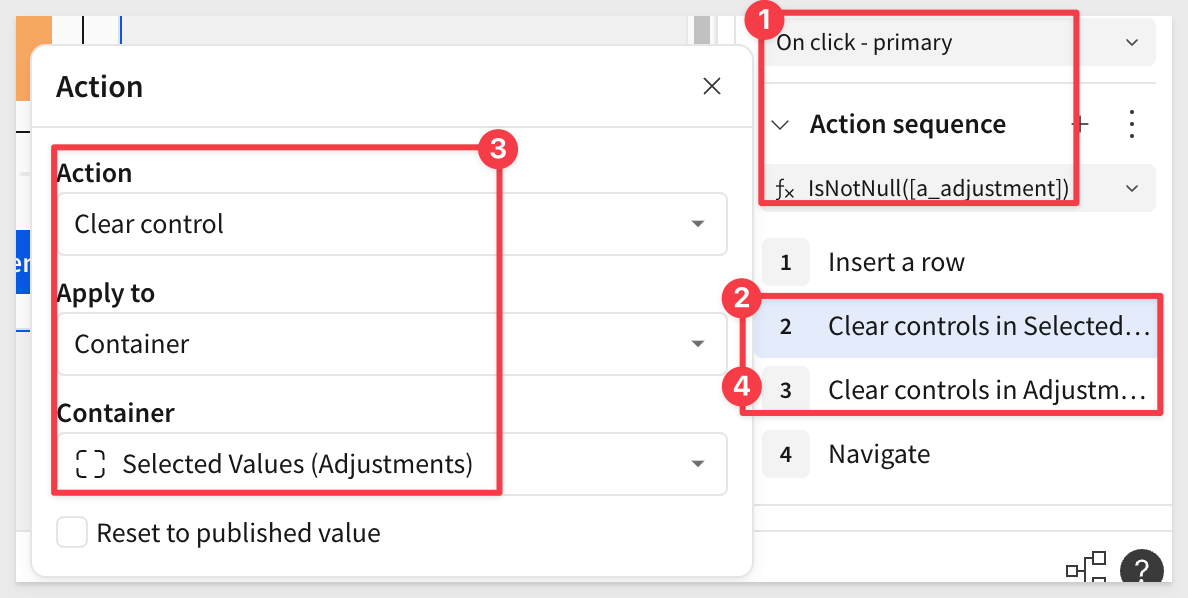 1
On click - primary
Action
Action sequence
3
Action
fx IsNotNull([a_adjustment])
Clear control
1 Insert a row
Apply to
2
2 Clear controls in Selected…
Container
4
3 Clear controls in Adjustm…
Container
Selected Values (Adjustments)
4 Navigate
Reset to published value
?